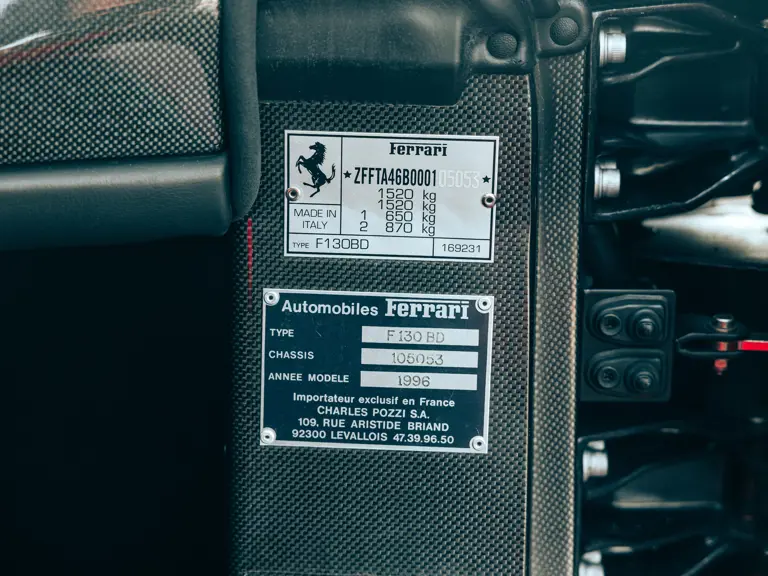 Ferrari
★ZFFTA46B000105053★
1520 kg
1520 kg
1 650 kg
2 870 kg
MADE IN
ITALY
TYPE F130BD
169231
Automobiles Ferrari
TYPE F130 BD
CHASSIS 105053
ANNEE MODELE 1996
Importateur exclusif en France
CHARLES POZZI S.A.
109, RUE ARISTIDE BRIAND
92300 LEVALLOIS 47.39.96.50